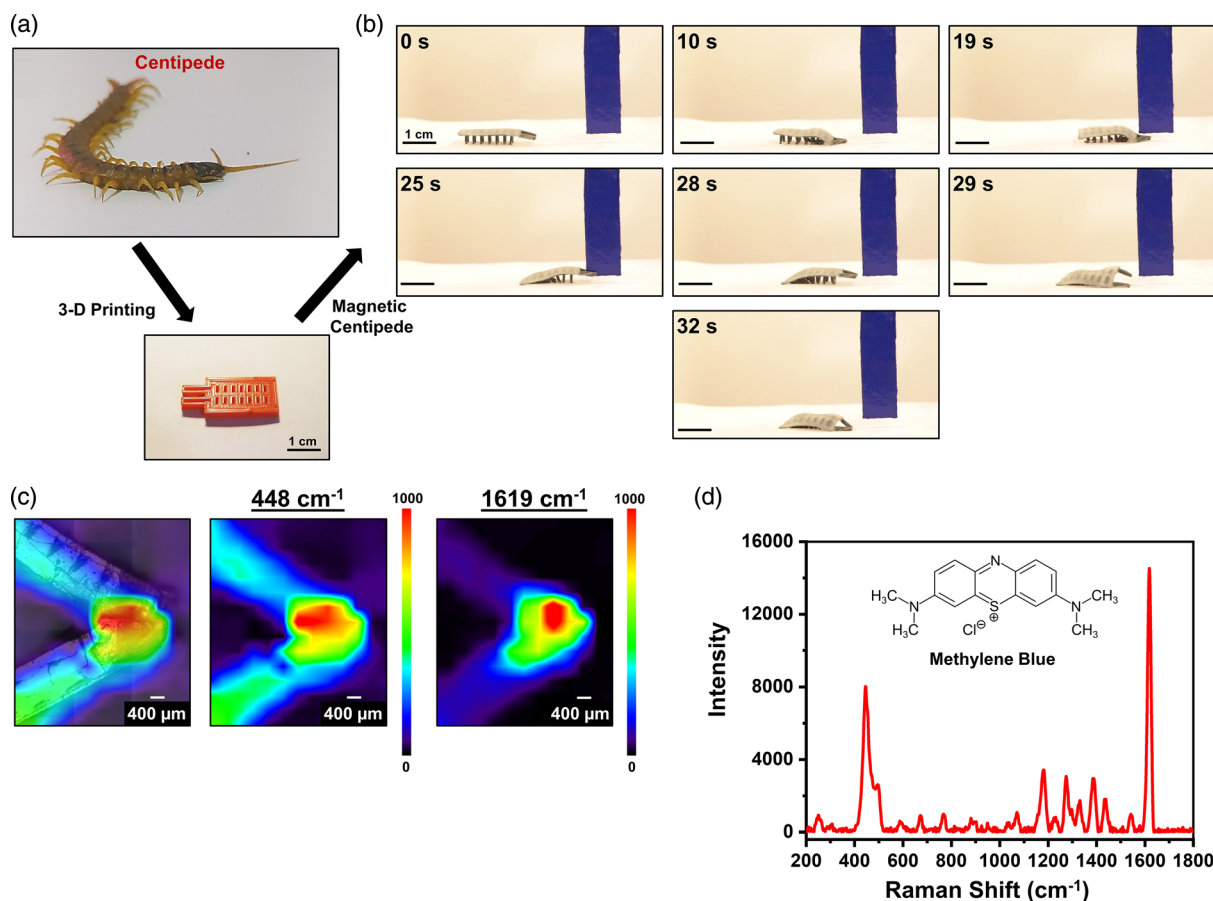 (a)
Centipede
3-D Printing
Magnetic
Centipede
1 cm
(b)
0 s
1 cm
10 s
19 s
25 s
28 s
29 s
32 s
(c)
448 cm⁻¹
1619 cm⁻¹
400 µm
1000
0
400 µm
1000
0
400 µm
(d)
16000
12000
8000
4000
0
Intensity
200 400 600 800 1000 1200 1400 1600 1800
Raman Shift (cm⁻¹)
N
H₃C
N
CH₃
S
⊕
Cl⊖
N
CH₃
CH₃
Methylene Blue